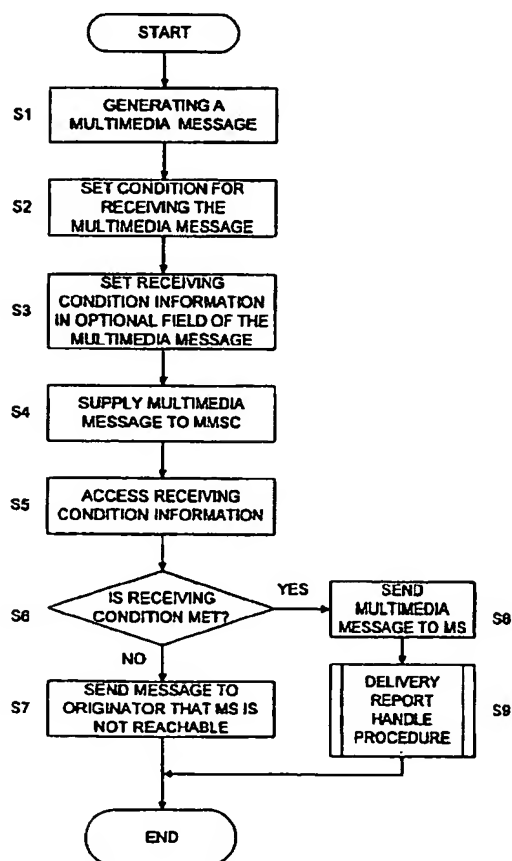 START
S1
GENERATING A
MULTIMEDIA MESSAGE
S2
SET CONDITION FOR
RECEIVING THE
MULTIMEDIA MESSAGE
S3
SET RECEIVING
CONDITION INFORMATION
IN OPTIONAL FIELD OF THE
MULTIMEDIA MESSAGE
S4
SUPPLY MULTIMEDIA
MESSAGE TO MMSC
S5
ACCESS RECEIVING
CONDITION INFORMATION
S6
IS RECEIVING
CONDITION MET?
YES
SEND
MULTIMEDIA
MESSAGE TO MS
S8
NO
S7
SEND MESSAGE TO
ORIGINATOR THAT MS IS
NOT REACHABLE
DELIVERY
REPORT
HANDLE
PROCEDURE
S9
END